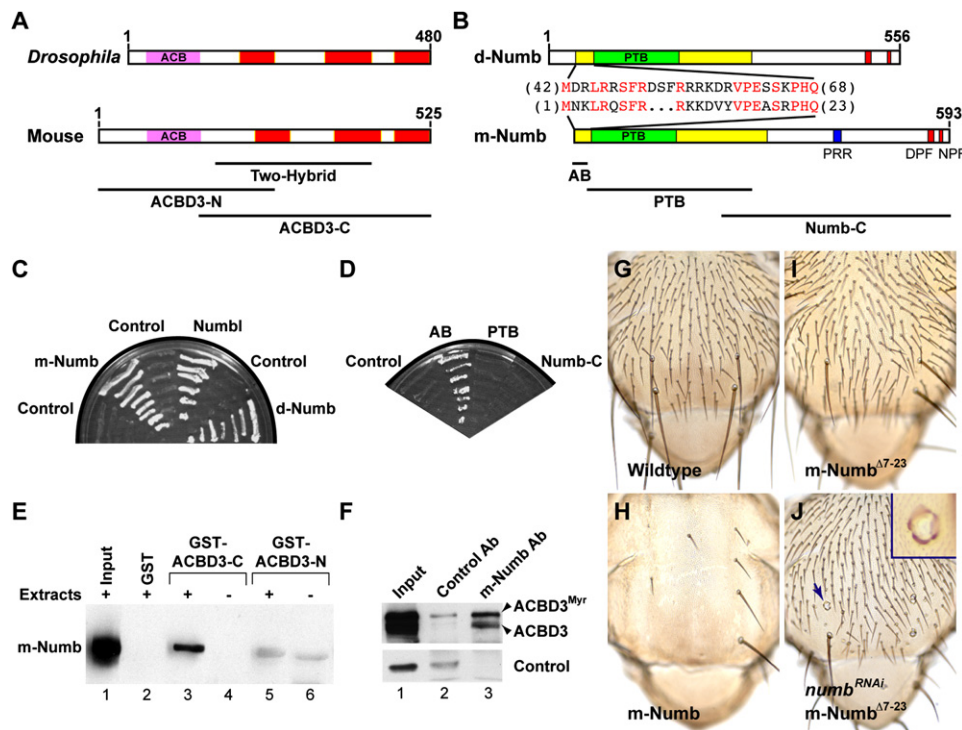 A
1 480
Drosophila ACB
525
1
Mouse ACB
Two-Hybrid
ACBD3-N
ACBD3-C
B
1 556
d-Numb PTB
(42)MDRLRRSFRDSFRRRKDRVPESSKPHQ(68)
(1)MNKLRQSFR...RKKDVYVPEASRPHQ(23)
593
m-Numb PTB
PRR DPF NPF
AB
PTB
Numb-C
C
Control Numbl
m-Numb Control
Control d-Numb
D
AB PTB
Control Numb-C
E
Input
GST
GST-
ACBD3-C
GST-
ACBD3-N
Extracts + + + - + -
m-Numb
1 2 3 4 5 6
F
Input
Control Ab
m-Numb Ab
ACBD3Myr
ACBD3
Control
1 2 3
G
Wildtype
I
m-NumbΔ7-23
H
m-Numb
J
numbRNAi
m-NumbΔ7-23